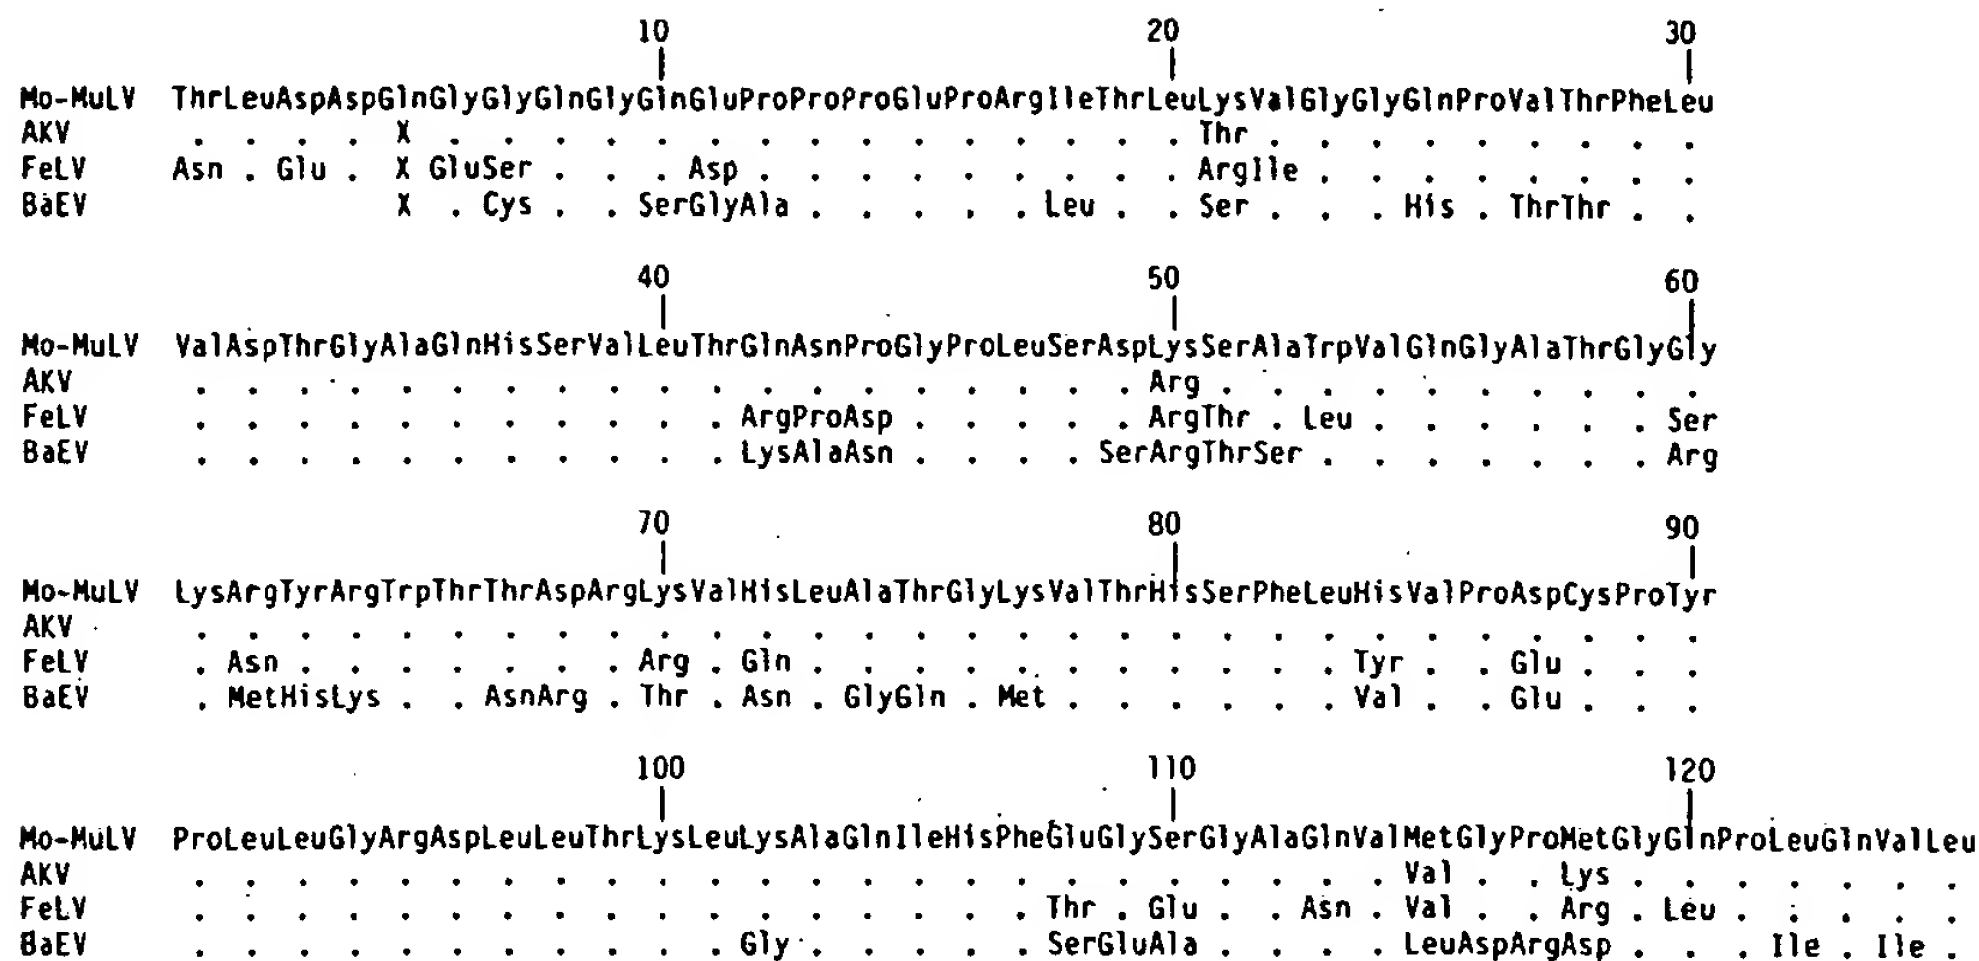 10 20 30
Mo-MuLV ThrLeuAspAspGlnGlyGlyGlnGlyGlnGluProProProGluProArgIleThrLeuLysValGlyGlyGlnProValThrPheLeu
AKV . . . . X . . . . . . . . . . . . . . . Thr . . . . . . . . .
FeLV Asn . Glu . X GluSer . . . Asp . . . . . . . . . ArgIle . . . . . . . .
BaEV X . Cys . . SerGlyAla . . . . . Leu . . Ser . . . His . ThrThr . .
40 50 60
Mo-MuLV ValAspThrGlyAlaGlnHisSerValLeuThrGlnAsnProGlyProLeuSerAspLysSerAlaTrpValGlnGlyAlaThrGlyGly
AKV . . . . . . . . . . . . . . . . . . . Arg . . . . . . . . . .
FeLV . . . . . . . . . . . ArgProAsp . . . . . ArgThr . Leu . . . . . . Ser
BaEV . . . . . . . . . . . LysAlaAsn . . . . SerArgThrSer . . . . . . . Arg
70 80 90
Mo-MuLV LysArgTyrArgTrpThrThrAspArgLysValHisLeuAlaThrGlyLysValThrHisSerPheLeuHisValProAspCysProTyr
AKV . . . . . . . . . . . . . . . . . . . . . . . . . . . . . .
FeLV . Asn . . . . . . . Arg . Gln . . . . . . . . . . . Tyr . . Glu . . .
BaEV . MetHisLys . . AsnArg . Thr . Asn . GlyGln . Met . . . . . . Val . . Glu . . .
100 110 120
Mo-MuLV ProLeuLeuGlyArgAspLeuLeuThrLysLeuLysAlaGlnIleHisPheGluGlySerGlyAlaGlnValMetGlyProMetGlyGlnProLeuGlnValLeu
AKV . . . . . . . . . . . . . . . . . . . . . . . . Val . . Lys . . . . . . .
FeLV . . . . . . . . . . . . . . . . . Thr . Glu . . Asn . Val . . Arg . Leu . . . . .
BaEV . . . . . . . . . . . Gly . . . . . SerGluAla . . . . LeuAspArgAsp . . . Ile . Ile .